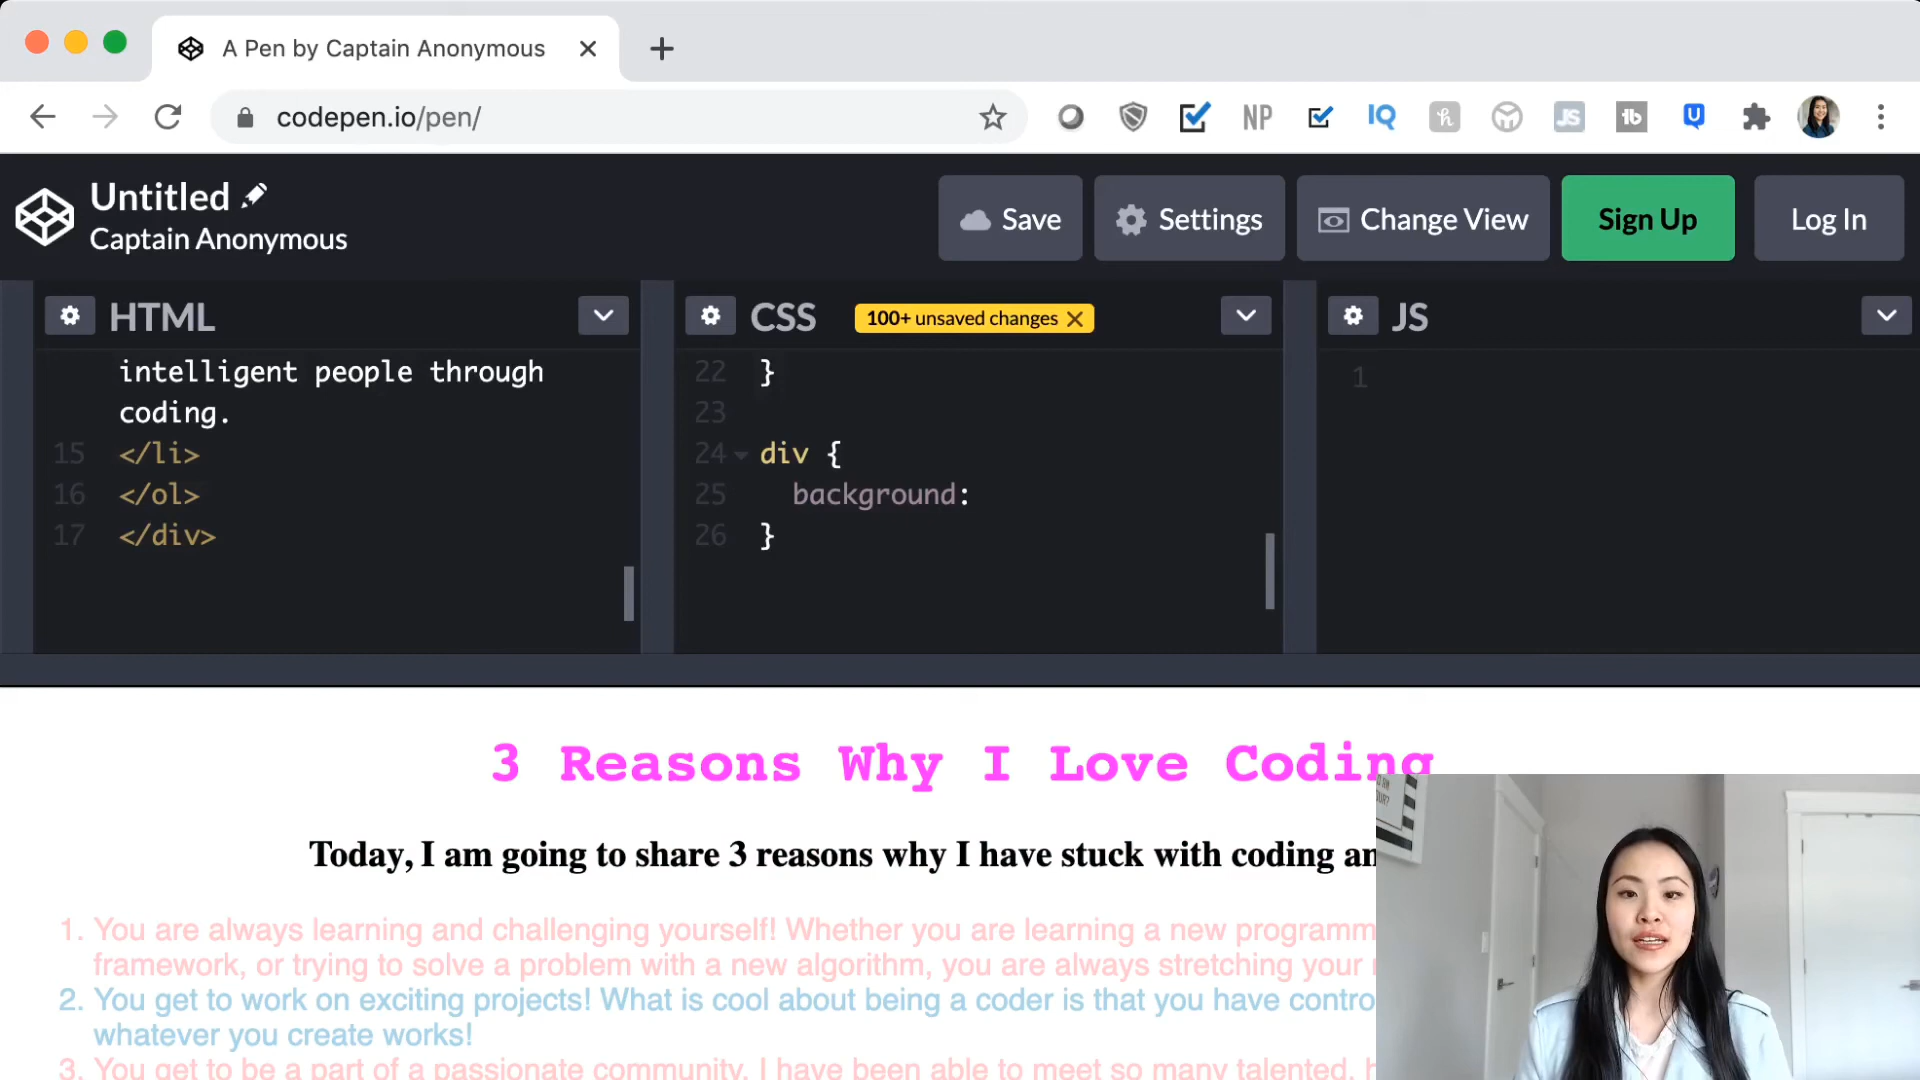 A Pen by Captain Anonymous
codepen.io/pen/
NP
IQ
JS
Untitled
Captain Anonymous
Save
Settings
Change View
Sign Up
Log In
HTML
CSS
100+ unsaved changes
JS
intelligent people through
coding.
15 </li>
16 </ol>
17 </div>
22 }
23
24 div {
25 background:
26 }
1
3 Reasons Why I Love Coding
Today, I am going to share 3 reasons why I have stuck with coding an
1. You are always learning and challenging yourself! Whether you are learning a new programm
framework, or trying to solve a problem with a new algorithm, you are always stretching your
2. You get to work on exciting projects! What is cool about being a coder is that you have contro
whatever you create works!
3. You get to be a part of a passionate community. I have been able to meet so many talented,